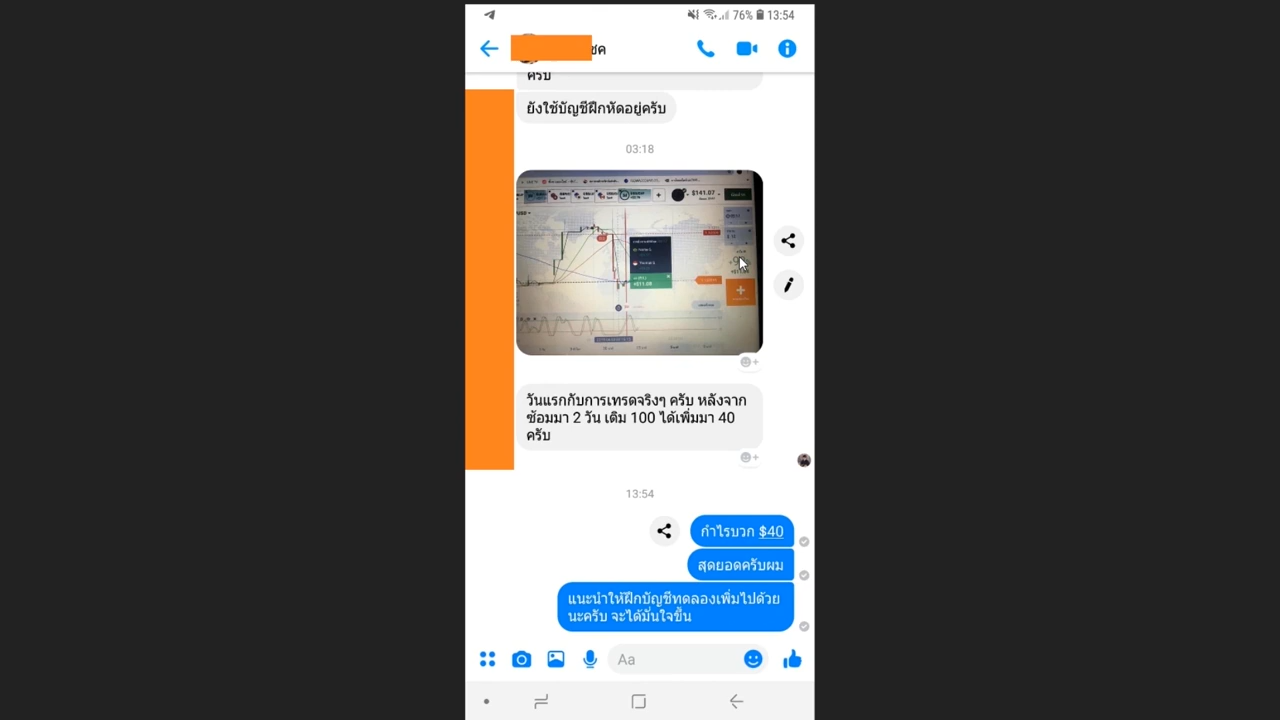 76% 13:54
ชค
ครับ
ยังใช้บัญชีฝึกหัดอยู่ครับ
03:18
$141.07
+$11.68
วันแรกกับการเทรดจริงๆ ครับ หลังจาก
ซ้อมมา 2 วัน เดิม 100 ได้เพิ่มมา 40
ครับ
13:54
กำไรบวก $40
สุดยอดครับผม
แนะนำให้ฝึกบัญชีทดลองเพิ่มไปด้วย
นะครับ จะได้มั่นใจขึ้น
Aa